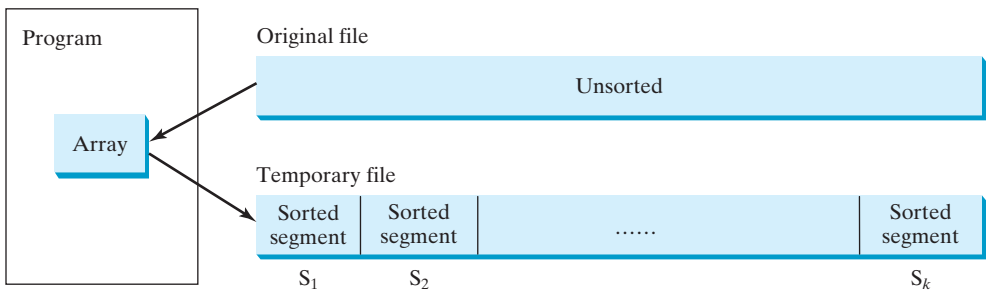 Program
Original file
Unsorted
Array
Temporary file
Sorted segment
Sorted segment
......
Sorted segment
S₁
S₂
Sₖ